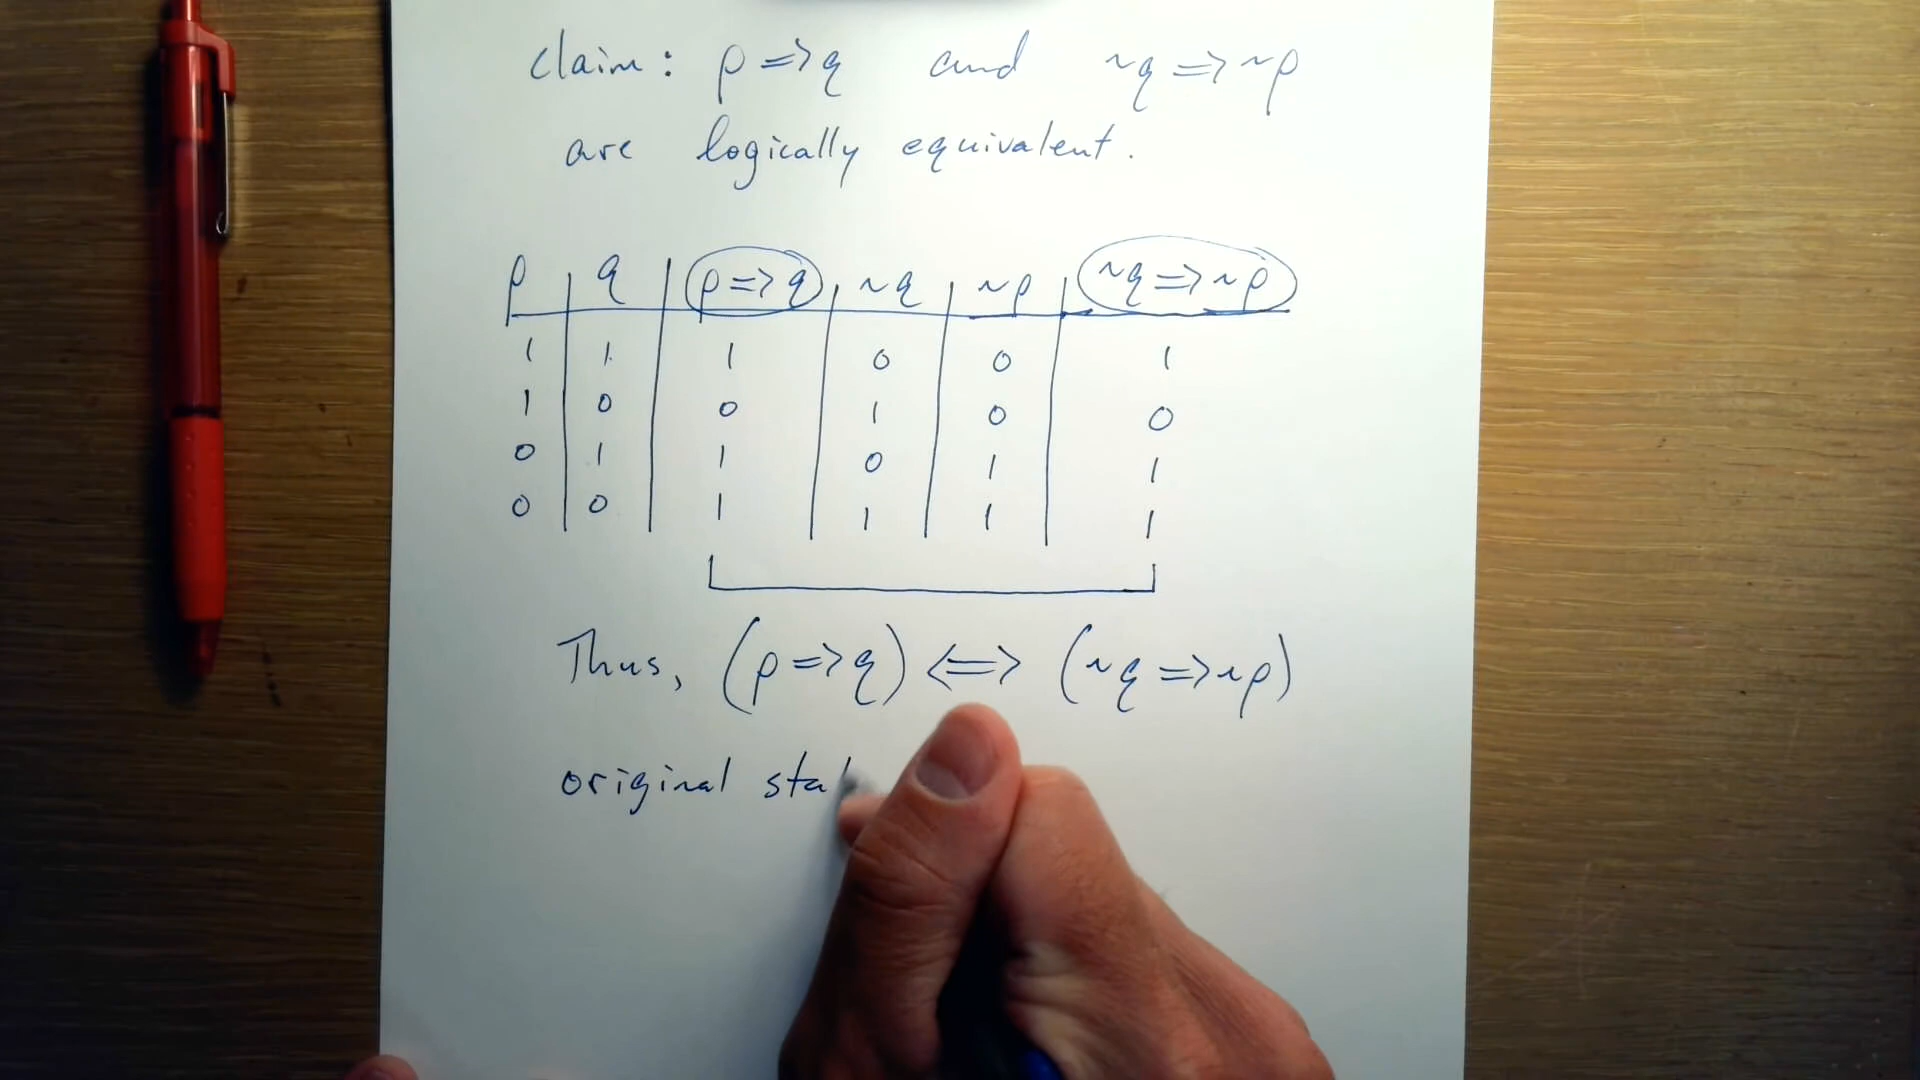 claim: p => q and ~q => ~p
are logically equivalent.
p q p => q ~q ~p ~q => ~p
1 1 1 0 0 1
1 0 0 1 0 0
0 1 1 0 1 1
0 0 1 1 1 1
Thus, (p => q) <=> (~q => ~p)
original sta